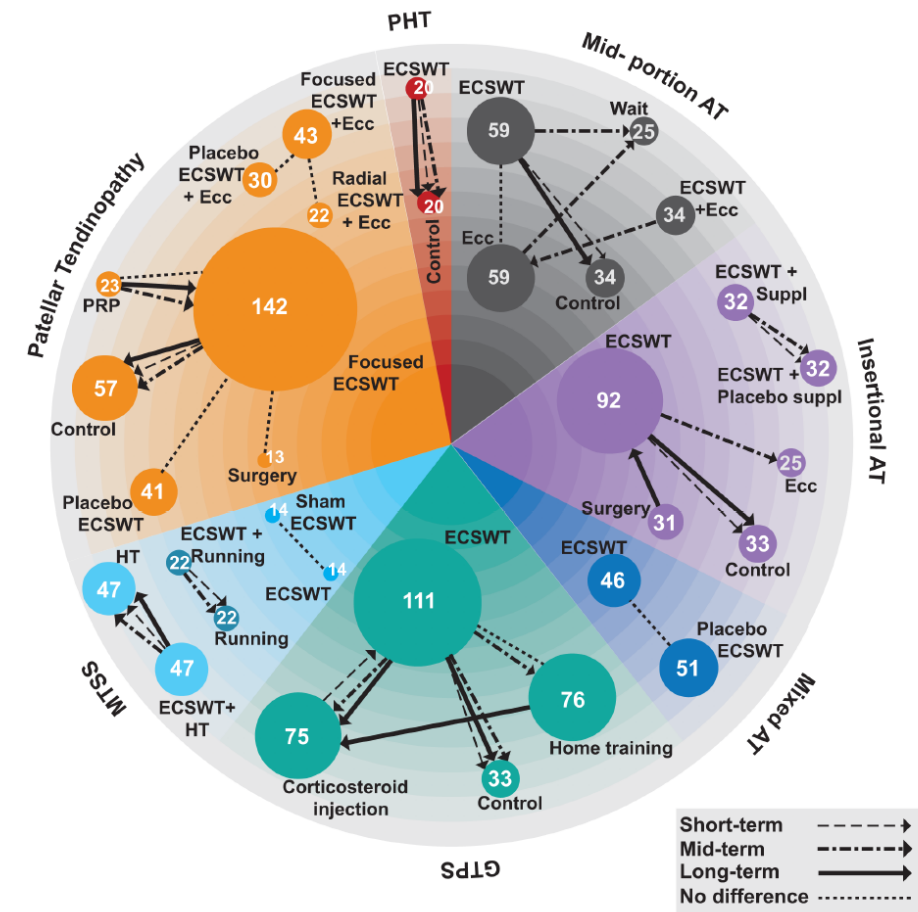 PHT
ECSWT
20
20
Control
Mid- portion AT
ECSWT
59
Wait
25
ECSWT
+Ecc
34
Ecc
59
34
Control
Insertional AT
ECSWT +
Suppl
32
32
ECSWT +
Placebo suppl
ECSWT
92
25
Ecc
Surgery
31
33
Control
Mixed AT
ECSWT
46
Placebo
ECSWT
51
GTPS
ECSWT
111
76
Home training
75
Corticosteroid
injection
33
Control
MTSS
14
Sham
ECSWT
14
ECSWT
ECSWT +
Running
22
22
Running
HT
47
47
ECSWT+
HT
Patellar Tendinopathy
Focused
ECSWT
+Ecc
43
Placebo
ECSWT
+ Ecc
30
Radial
ECSWT
+ Ecc
22
142
Focused
ECSWT
23
PRP
57
Control
13
Surgery
41
Placebo
ECSWT
Short-term
Mid-term
Long-term
No difference